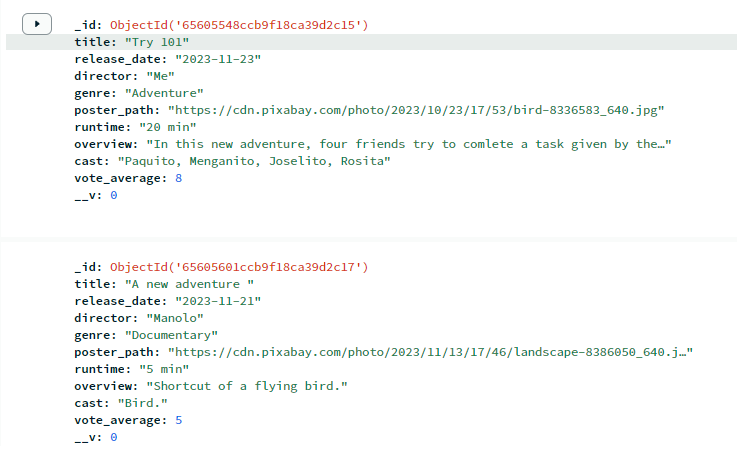 _id: ObjectId('65605548ccb9f18ca39d2c15')
title: "Try 101"
release_date: "2023-11-23"
director: "Me"
genre: "Adventure"
poster_path: "https://cdn.pixabay.com/photo/2023/10/23/17/53/bird-8336583_640.jpg"
runtime: "20 min"
overview: "In this new adventure, four friends try to comlete a task given by the…"
cast: "Paquito, Menganito, Joselito, Rosita"
vote_average: 8
__v: 0
_id: ObjectId('65605601ccb9f18ca39d2c17')
title: "A new adventure "
release_date: "2023-11-21"
director: "Manolo"
genre: "Documentary"
poster_path: "https://cdn.pixabay.com/photo/2023/11/13/17/46/landscape-8386050_640.j…"
runtime: "5 min"
overview: "Shortcut of a flying bird."
cast: "Bird."
vote_average: 5
__v: 0